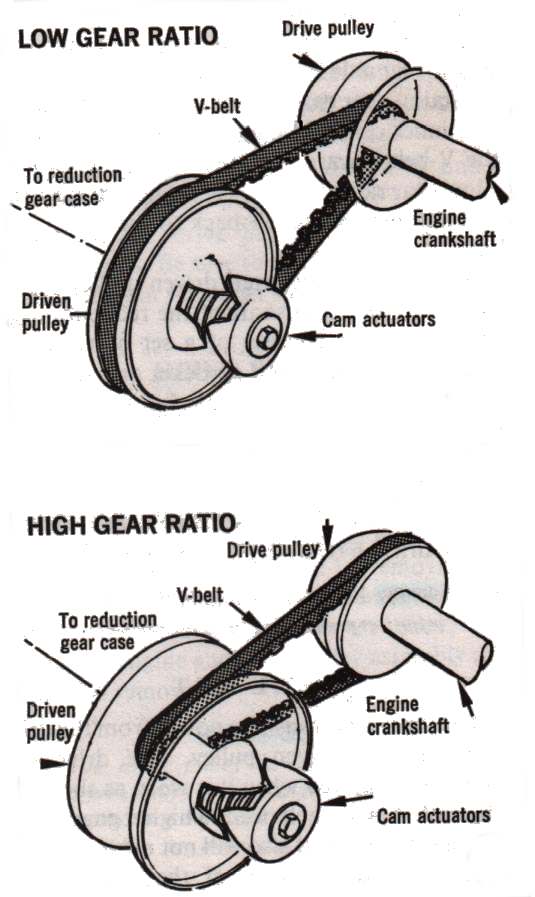 LOW GEAR RATIO
Drive pulley
V-belt
To reduction
gear case
Engine
crankshaft
Driven
pulley
Cam actuators
HIGH GEAR RATIO
Drive pulley
V-belt
To reduction
gear case
Driven
pulley
Engine
crankshaft
Cam actuators